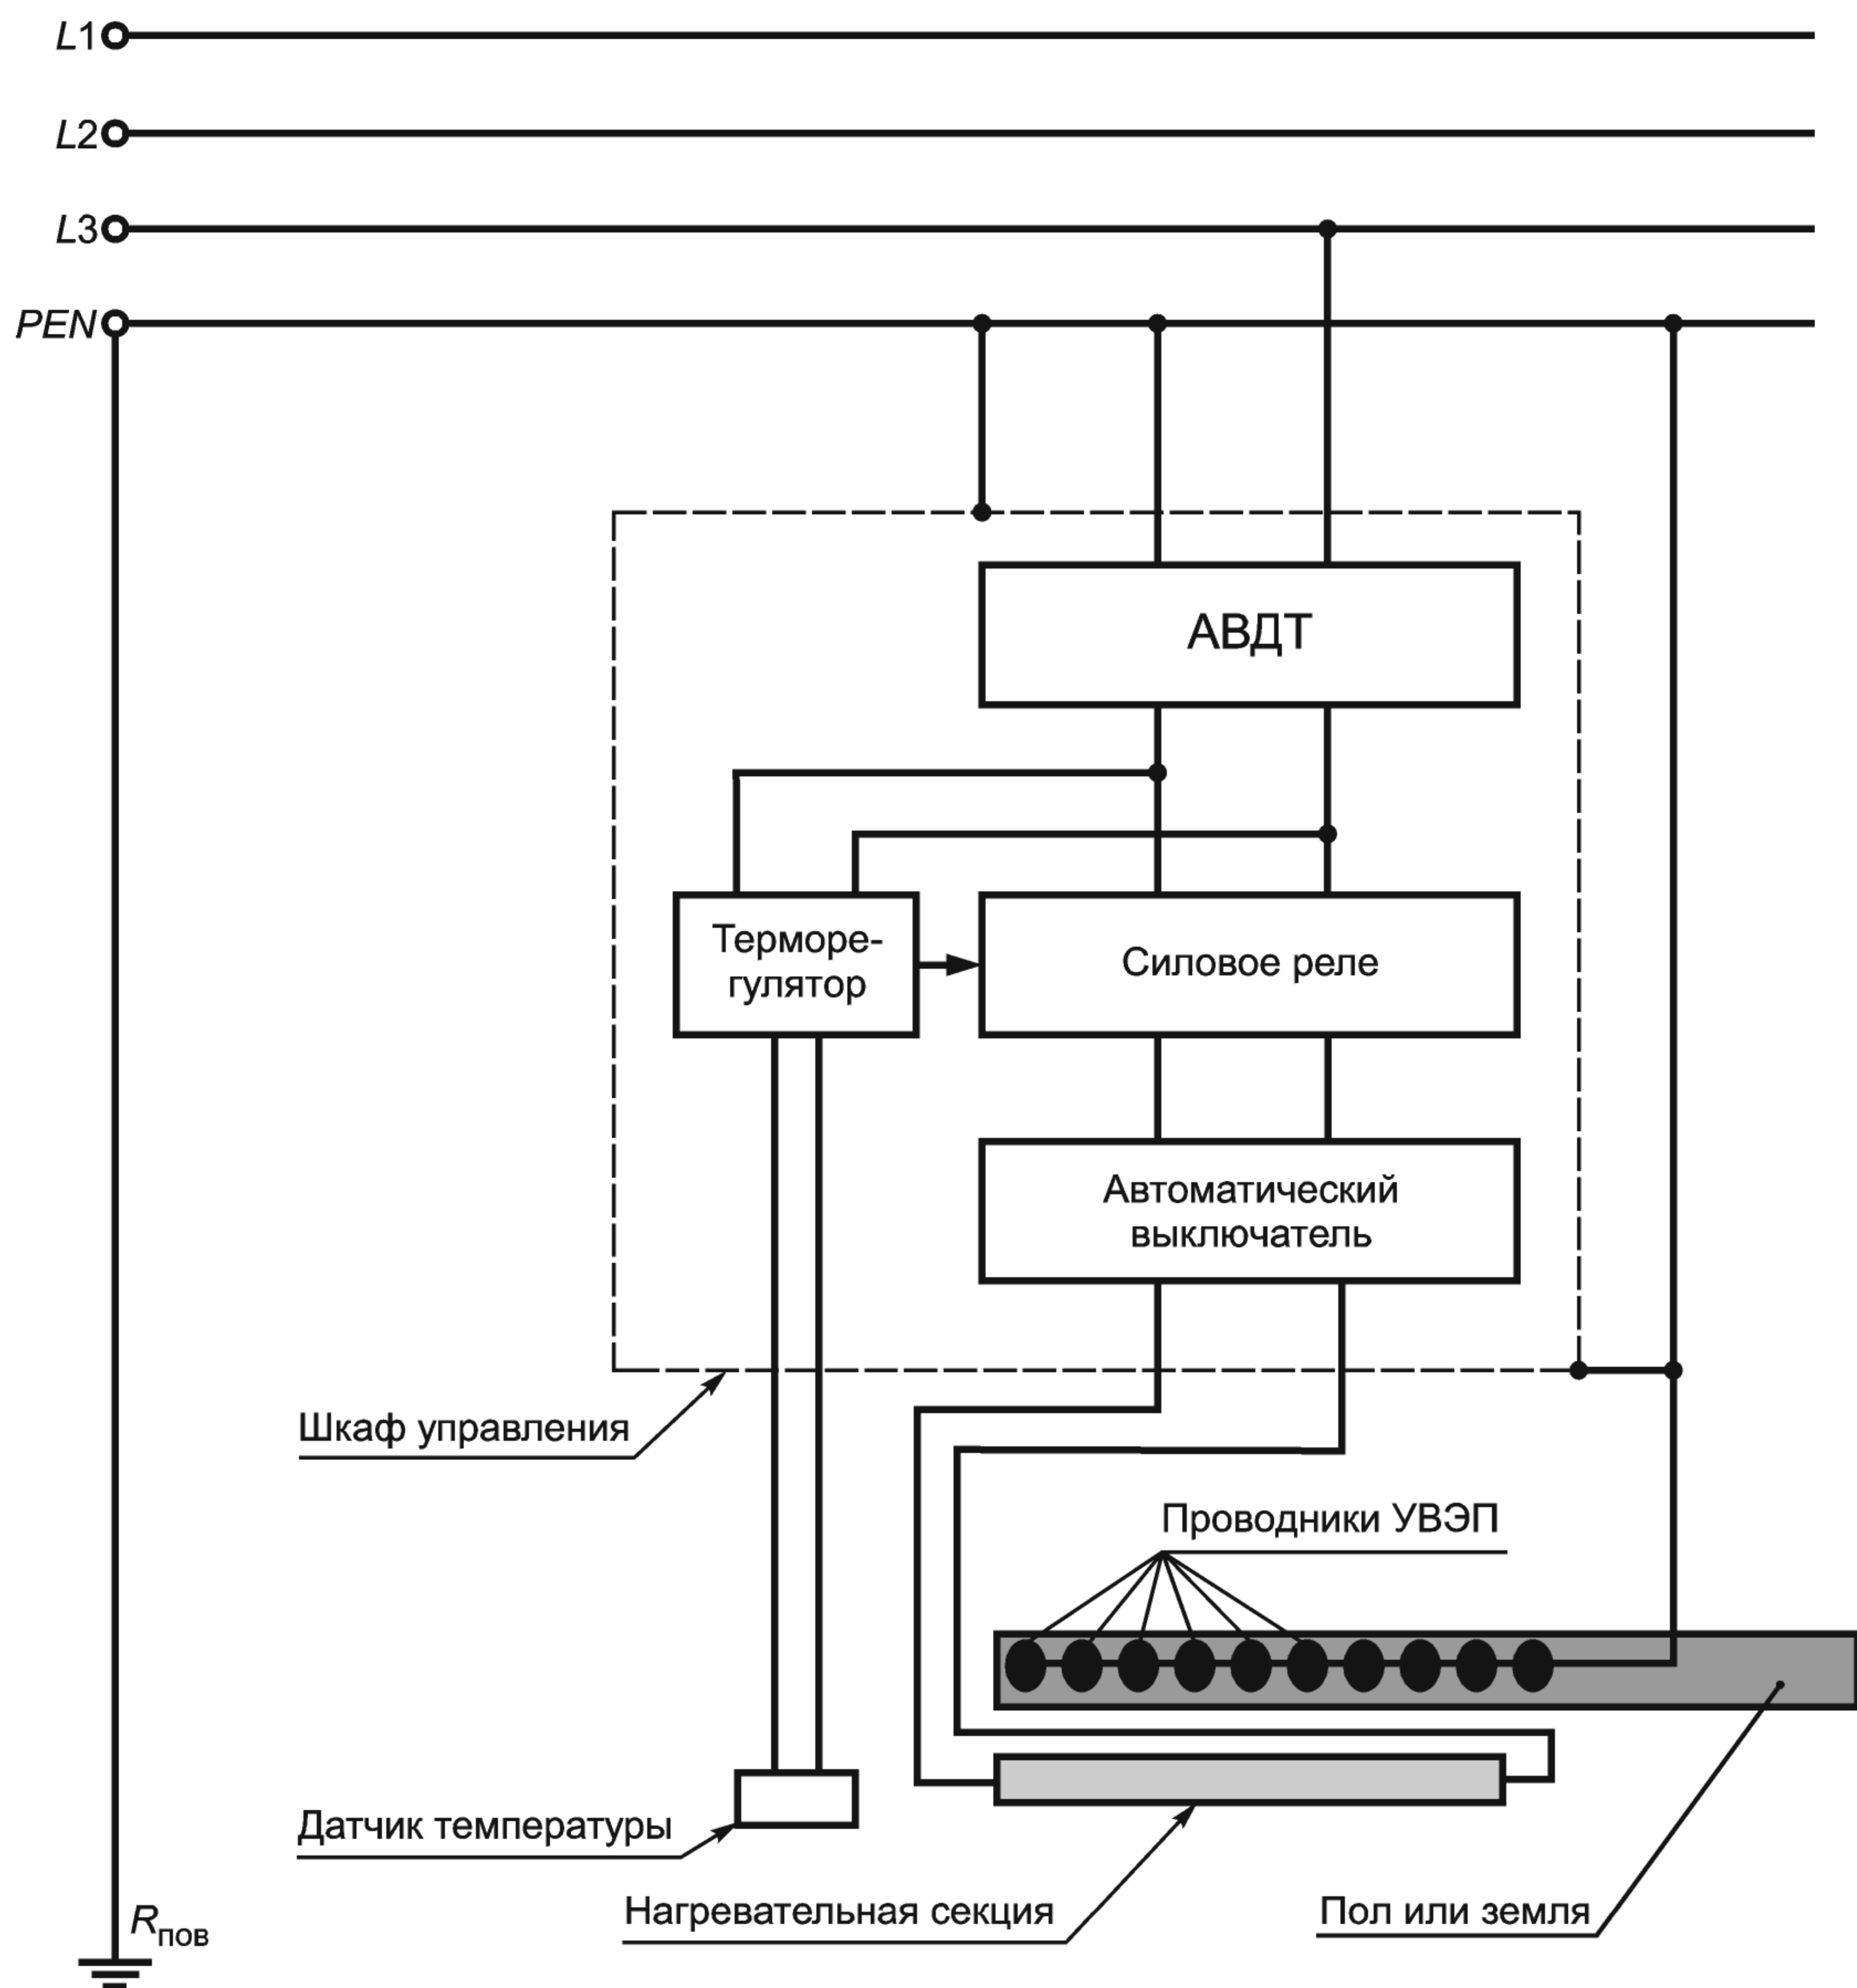 L1
L2
L3
PEN
АВДТ
Терморе-
гулятор
Силовое реле
Автоматический
выключатель
Шкаф управления
Проводники УВЭП
Датчик температуры
Нагревательная секция
Пол или земля
Rпов